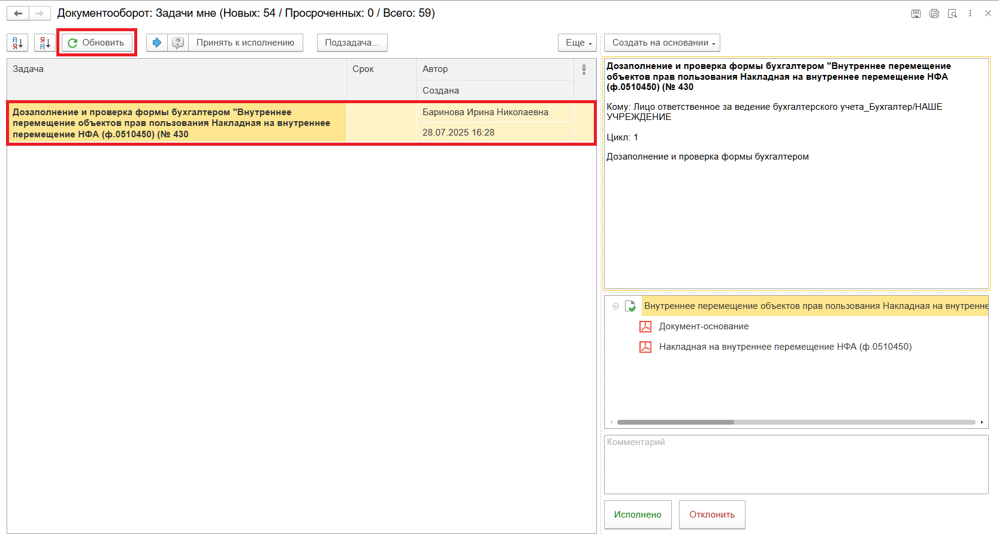 Документооборот: Задачи мне (Новых: 54 / Просроченных: 0 / Всего: 59)
А
Я
Я
А
Обновить
?
Принять к исполнению
Подзадача...
Еще
Создать на основании
Задача
Срок
Автор
!
Создана
Дозаполнение и проверка формы бухгалтером "Внутреннее
перемещение объектов прав пользования Накладная на внутреннее
перемещение НФА (ф.0510450) (№ 430
Баринова Ирина Николаевна
28.07.2025 16:28
Дозаполнение и проверка формы бухгалтером "Внутреннее перемещение
объектов прав пользования Накладная на внутреннее перемещение НФА
(ф.0510450) (№ 430
Кому: Лицо ответственное за ведение бухгалтерского учета_Бухгалтер/НАШЕ
УЧРЕЖДЕНИЕ
Цикл: 1
Дозаполнение и проверка формы бухгалтером
Внутреннее перемещение объектов прав пользования Накладная на внутренне
Документ-основание
Накладная на внутреннее перемещение НФА (ф.0510450)
Комментарий
Исполнено
Отклонить